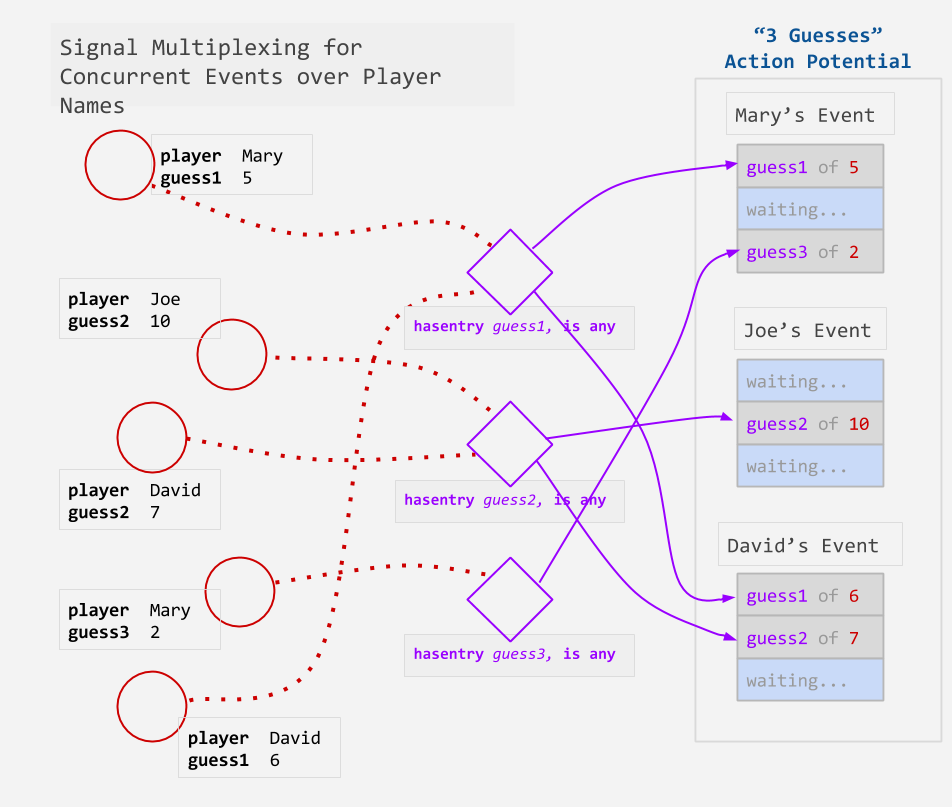 Signal Multiplexing for
Concurrent Events over Player
Names
“3 Guesses”
Action Potential
player Mary
guess1 5
player Joe
guess2 10
player David
guess2 7
player Mary
guess3 2
player David
guess1 6
hasentry guess1, is any
hasentry guess2, is any
hasentry guess3, is any
Mary’s Event
guess1 of 5
waiting...
guess3 of 2
Joe’s Event
waiting...
guess2 of 10
waiting...
David’s Event
guess1 of 6
guess2 of 7
waiting...